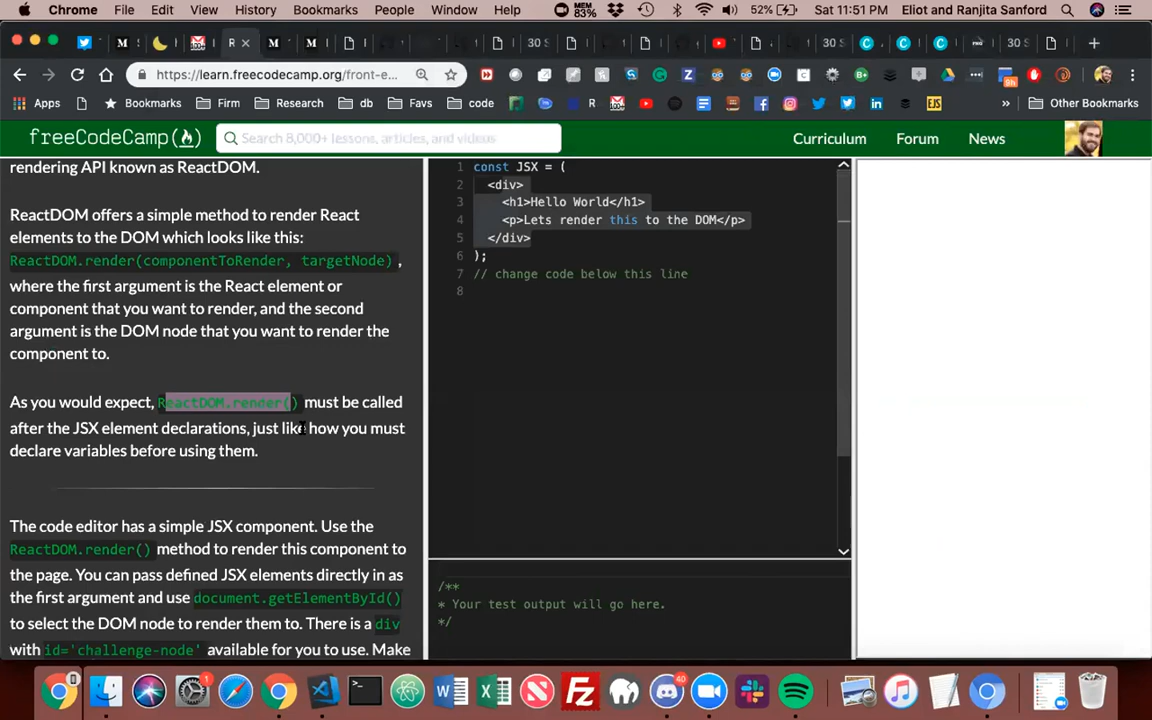 Chrome File Edit View History Bookmarks People Window Help MEM 83% 52% Sat 11:51 PM Eliot and Ranjita Sanford
https://learn.freecodecamp.org/front-e...
Apps Bookmarks Firm Research db Favs code R Other Bookmarks
freeCodeCamp Search 8,000+ lessons, articles, and videos Curriculum Forum News
rendering API known as ReactDOM.
ReactDOM offers a simple method to render React
elements to the DOM which looks like this:
ReactDOM.render(componentToRender, targetNode) ,
where the first argument is the React element or
component that you want to render, and the second
argument is the DOM node that you want to render the
component to.
As you would expect, ReactDOM.render() must be called
after the JSX element declarations, just like how you must
declare variables before using them.
The code editor has a simple JSX component. Use the
ReactDOM.render() method to render this component to
the page. You can pass defined JSX elements directly in as
the first argument and use document.getElementById()
to select the DOM node to render them to. There is a div
with id='challenge-node' available for you to use. Make
1 const JSX = (
2 <div>
3 <h1>Hello World</h1>
4 <p>Lets render this to the DOM</p>
5 </div>
6 );
7 // change code below this line
8
/**
* Your test output will go here.
*/